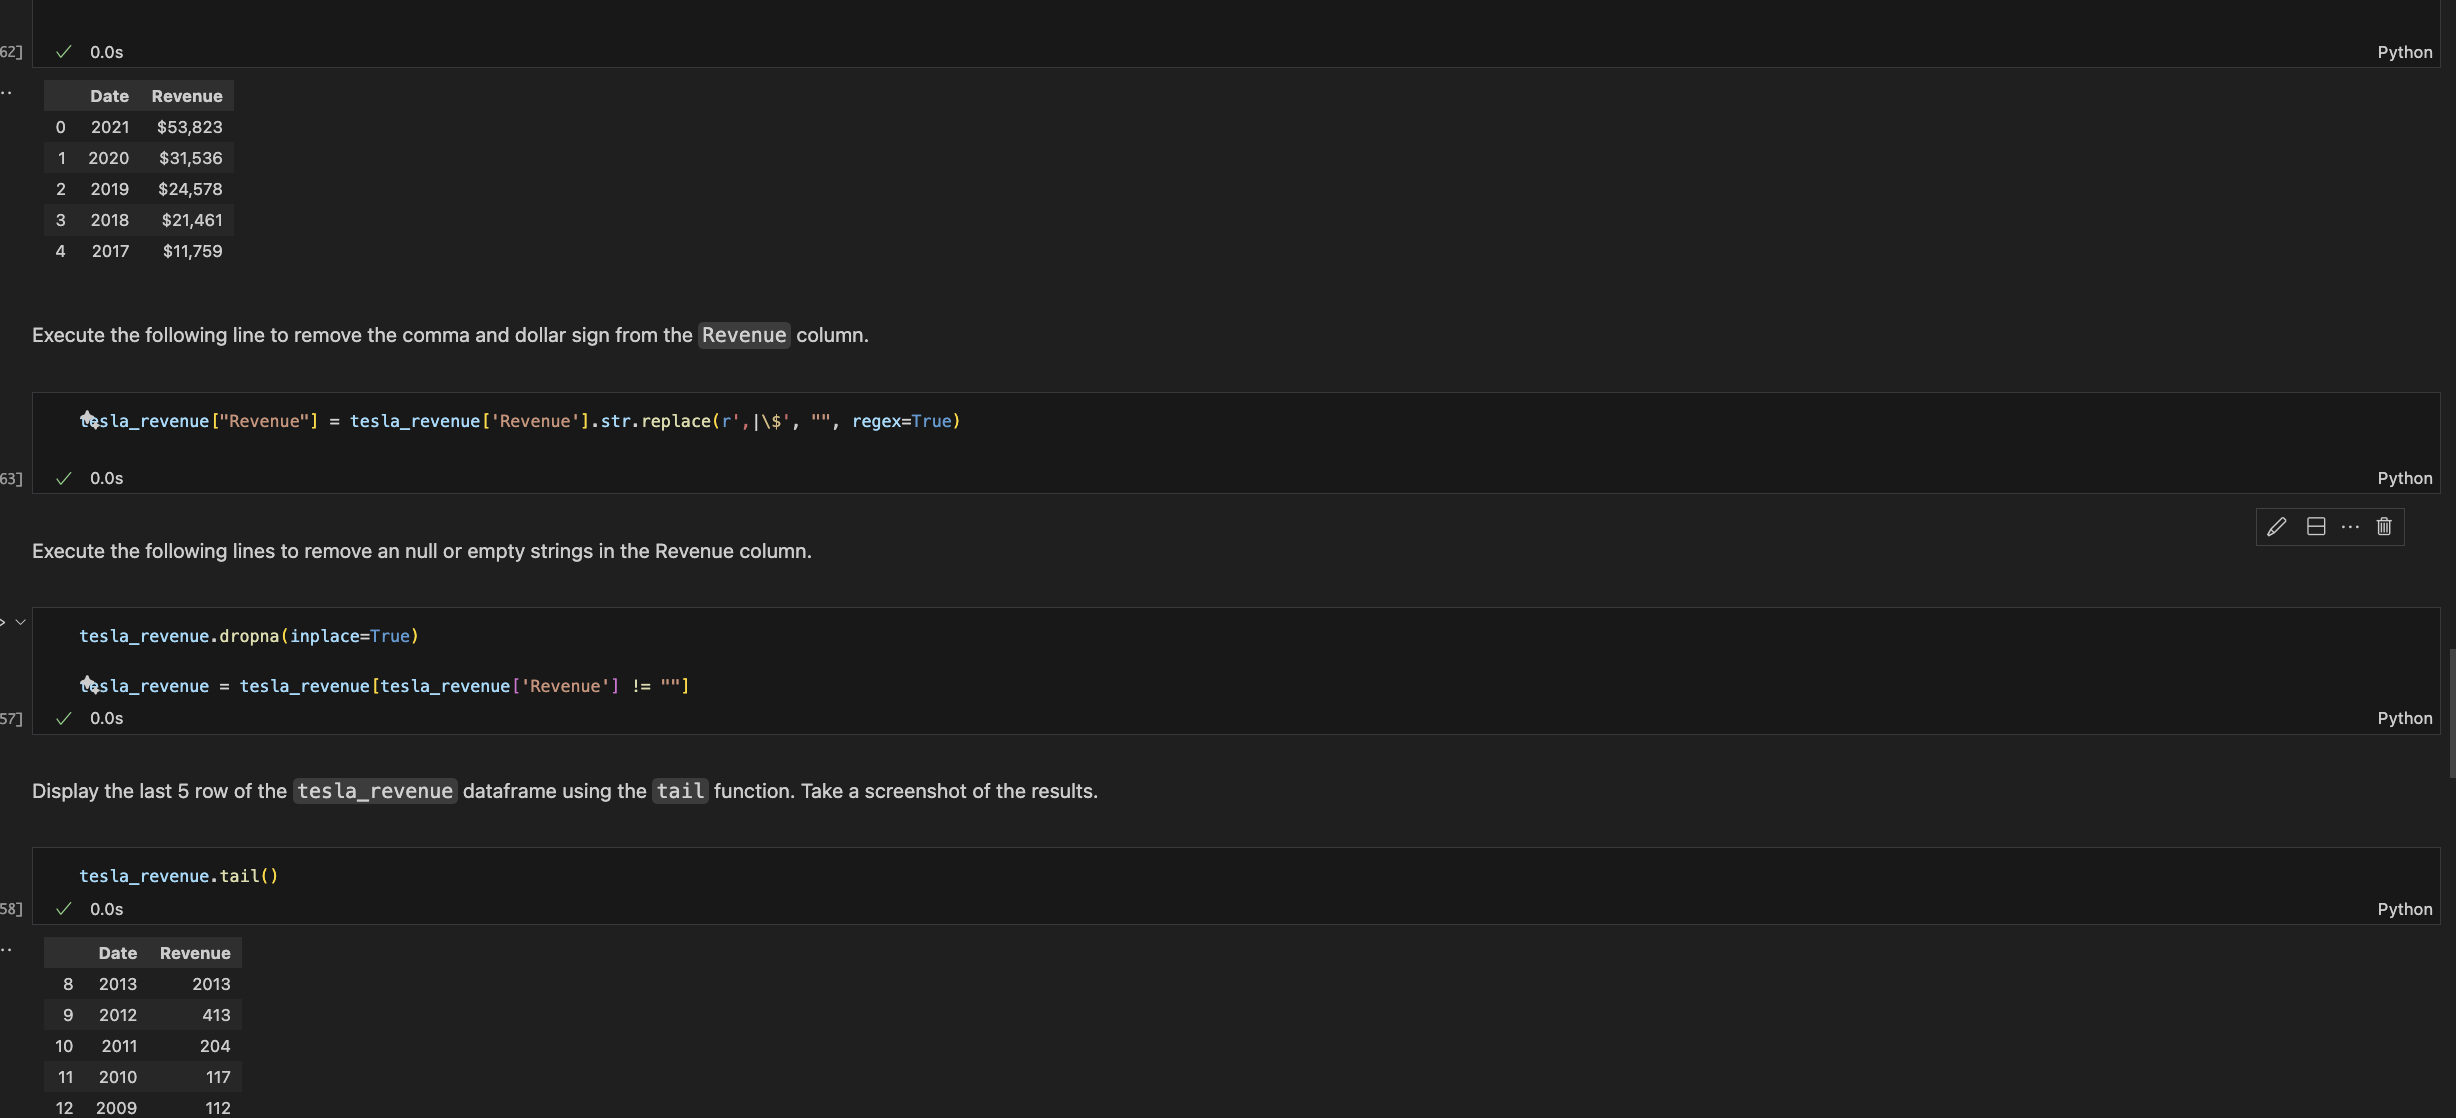 62]
0.0s
Python
Date Revenue
0 2021 $53,823
1 2020 $31,536
2 2019 $24,578
3 2018 $21,461
4 2017 $11,759
Execute the following line to remove the comma and dollar sign from the Revenue column.
tesla_revenue["Revenue"] = tesla_revenue['Revenue'].str.replace(r',|\$', "", regex=True)
63]
0.0s
Python
Execute the following lines to remove an null or empty strings in the Revenue column.
tesla_revenue.dropna(inplace=True)
tesla_revenue = tesla_revenue[tesla_revenue['Revenue'] != ""]
57]
0.0s
Python
Display the last 5 row of the tesla_revenue dataframe using the tail function. Take a screenshot of the results.
tesla_revenue.tail()
58]
0.0s
Python
Date Revenue
8 2013 2013
9 2012 413
10 2011 204
11 2010 117
12 2009 112